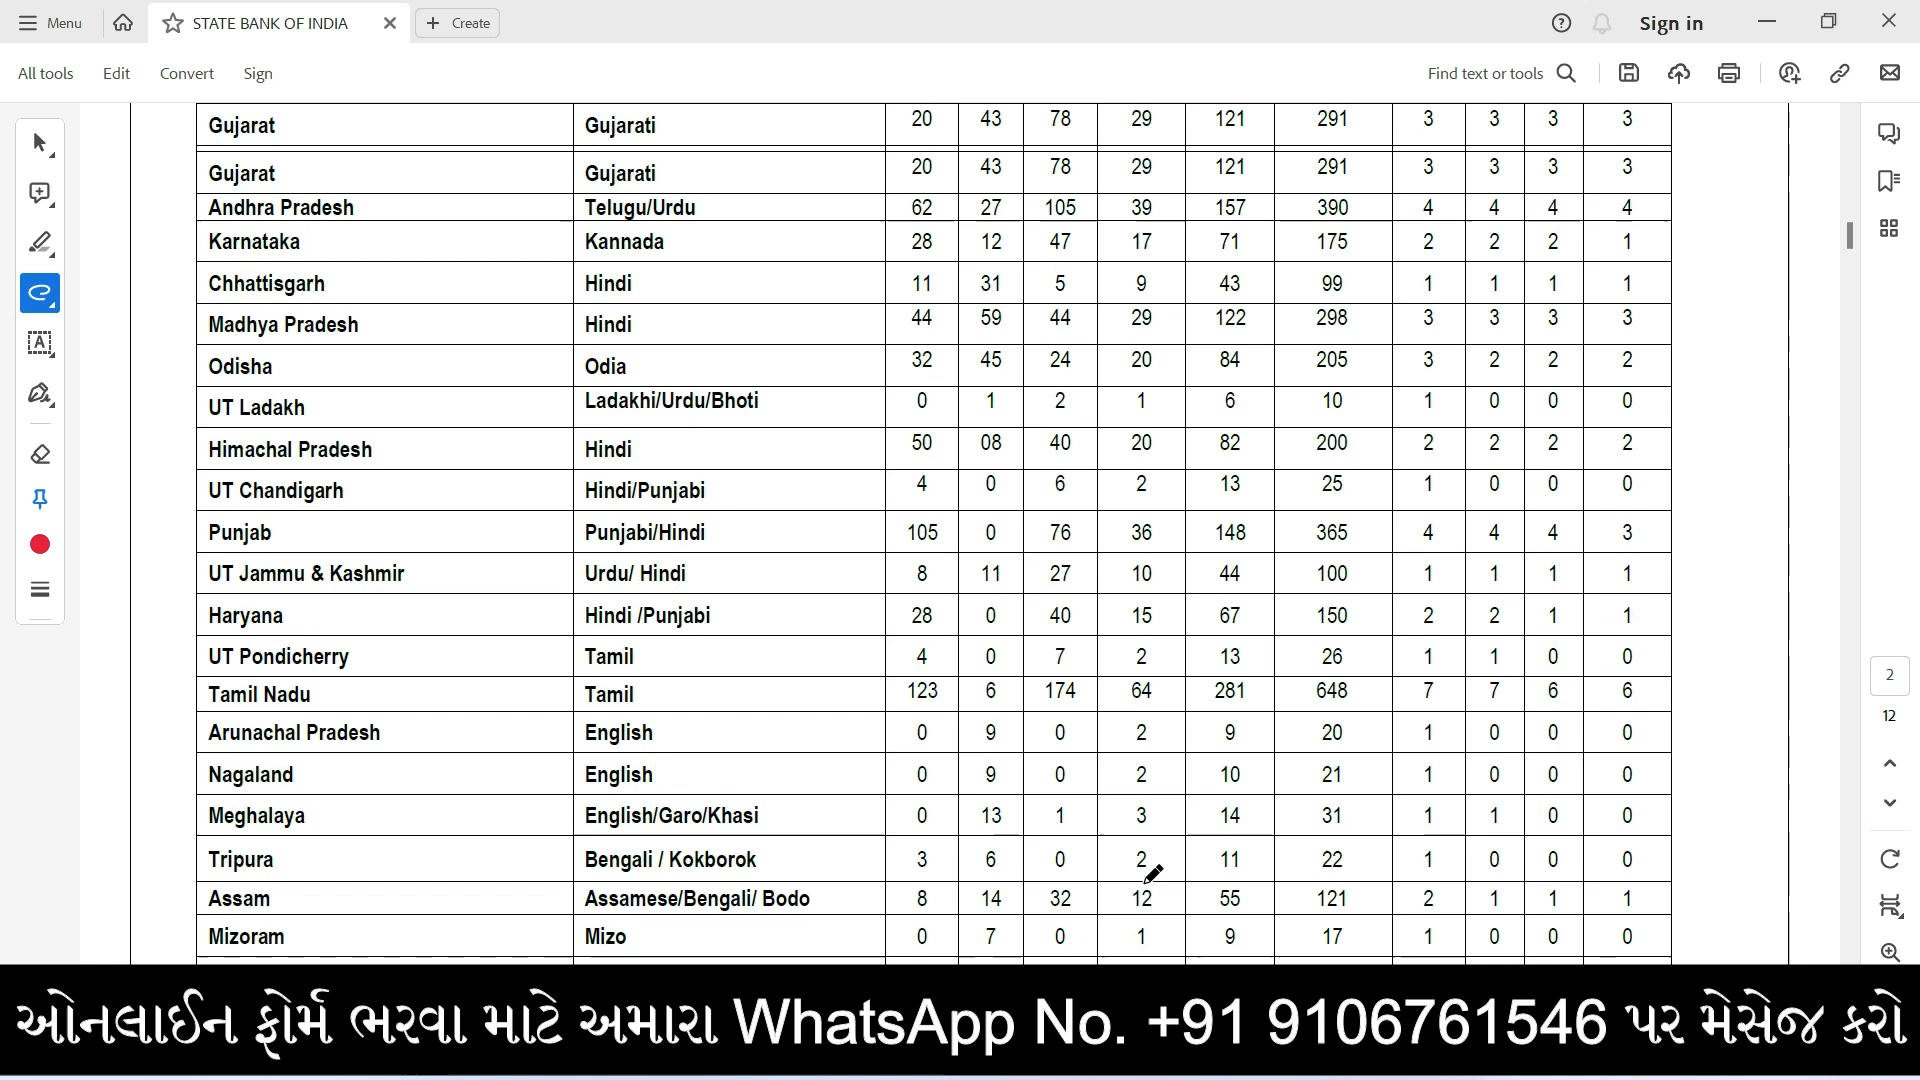 Menu STATE BANK OF INDIA Create Sign in
All tools Edit Convert Sign Find text or tools
Gujarat Gujarati 20 43 78 29 121 291 3 3 3 3
Gujarat Gujarati 20 43 78 29 121 291 3 3 3 3
Andhra Pradesh Telugu/Urdu 62 27 105 39 157 390 4 4 4 4
Karnataka Kannada 28 12 47 17 71 175 2 2 2 1
Chhattisgarh Hindi 11 31 5 9 43 99 1 1 1 1
Madhya Pradesh Hindi 44 59 44 29 122 298 3 3 3 3
Odisha Odia 32 45 24 20 84 205 3 2 2 2
UT Ladakh Ladakhi/Urdu/Bhoti 0 1 2 1 6 10 1 0 0 0
Himachal Pradesh Hindi 50 08 40 20 82 200 2 2 2 2
UT Chandigarh Hindi/Punjabi 4 0 6 2 13 25 1 0 0 0
Punjab Punjabi/Hindi 105 0 76 36 148 365 4 4 4 3
UT Jammu & Kashmir Urdu/ Hindi 8 11 27 10 44 100 1 1 1 1
Haryana Hindi /Punjabi 28 0 40 15 67 150 2 2 1 1
UT Pondicherry Tamil 4 0 7 2 13 26 1 1 0 0
Tamil Nadu Tamil 123 6 174 64 281 648 7 7 6 6
Arunachal Pradesh English 0 9 0 2 9 20 1 0 0 0
Nagaland English 0 9 0 2 10 21 1 0 0 0
Meghalaya English/Garo/Khasi 0 13 1 3 14 31 1 1 0 0
Tripura Bengali / Kokborok 3 6 0 2 11 22 1 0 0 0
Assam Assamese/Bengali/ Bodo 8 14 32 12 55 121 2 1 1 1
Mizoram Mizo 0 7 0 1 9 17 1 0 0 0
2
12
ઓનલાઈન ફોર્મ ભરવા માટે અમારા WhatsApp No. +91 9106761546 પર મેસેજ કરો